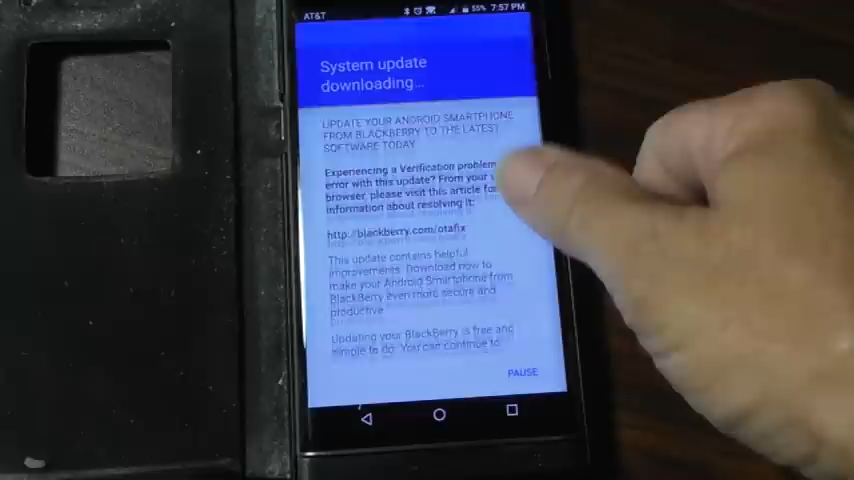 AT&T 55% 7:57 PM
System update
downloading...
UPDATE YOUR ANDROID SMARTPHONE
FROM BLACKBERRY TO THE LATEST
SOFTWARE TODAY
Experiencing a Verification problem
error with this update? From your
browser, please visit this article for
information about resolving it:
http://blackberry.com/otafix
This update contains helpful
improvements. Download now to
make your Android Smartphone from
BlackBerry even more secure and
productive
Updating your BlackBerry is free and
simple to do. You can continue to
PAUSE